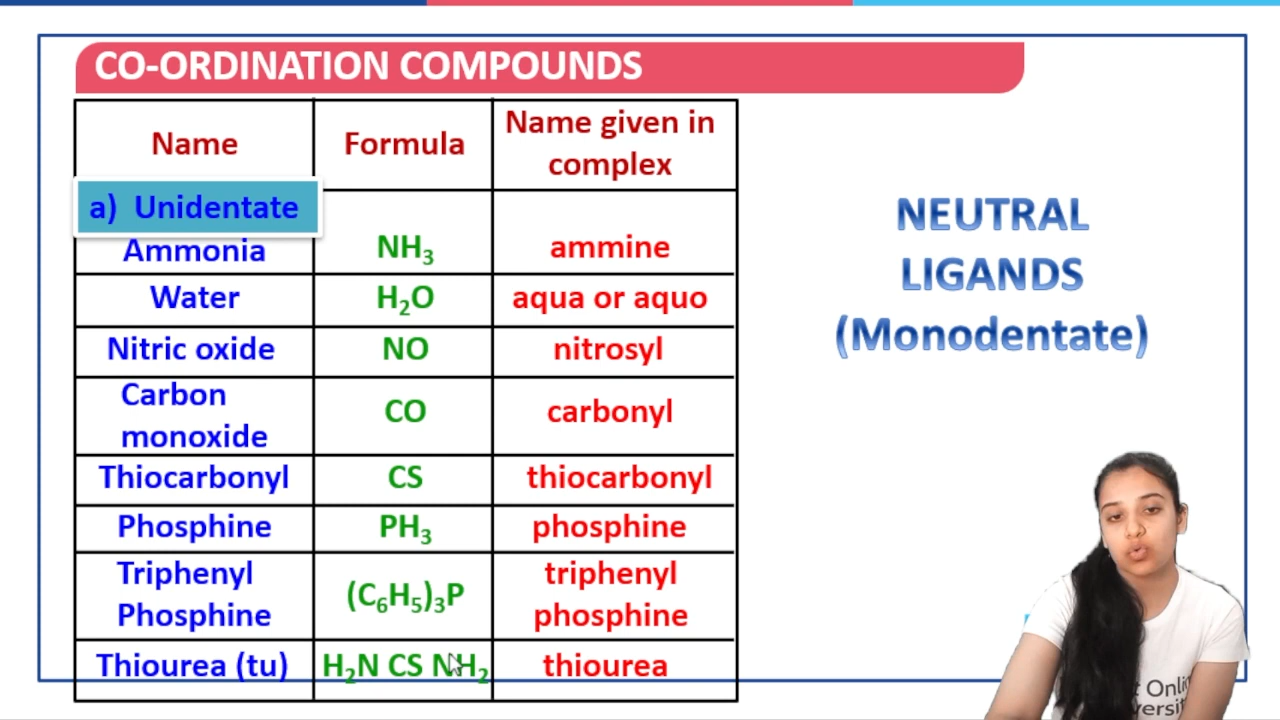 CO-ORDINATION COMPOUNDS
Name Formula Name given in
complex
a) Unidentate
Ammonia NH₃ ammine
Water H₂O aqua or aquo
Nitric oxide NO nitrosyl
Carbon
monoxide CO carbonyl
Thiocarbonyl CS thiocarbonyl
Phosphine PH₃ phosphine
Triphenyl
Phosphine (C₆H₅)₃P triphenyl
phosphine
Thiourea (tu) H₂N CS NH₂ thiourea
NEUTRAL
LIGANDS
(Monodentate)